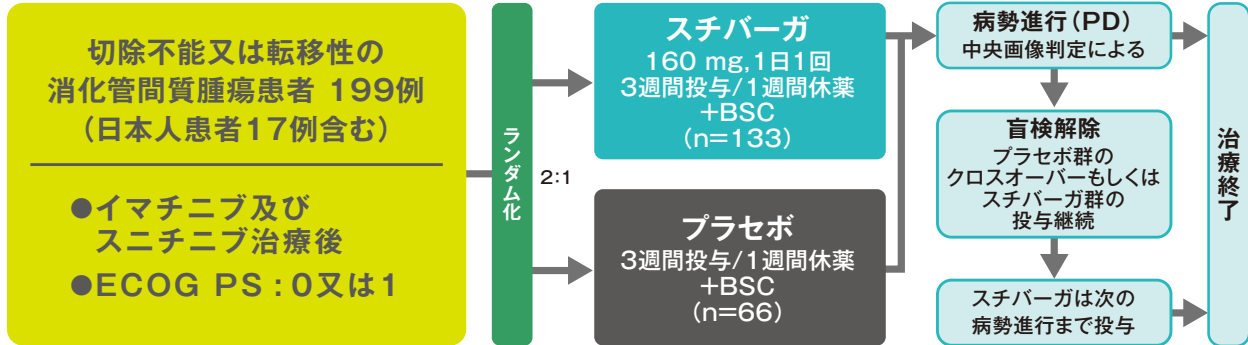 切除不能又は転移性の
消化管間質腫瘍患者 199例
（日本人患者17例含む）
●イマチニブ及び
スニチニブ治療後
●ECOG PS：0又は1
ランダム化
2:1
スチバーガ
160 mg,1日1回
3週間投与/1週間休薬
+BSC
(n=133)
プラセボ
3週間投与/1週間休薬
+BSC
(n=66)
病勢進行（PD）
中央画像判定による
盲検解除
プラセボ群の
クロスオーバーもしくは
スチバーガ群の
投与継続
スチバーガは次の
病勢進行まで投与
治療終了